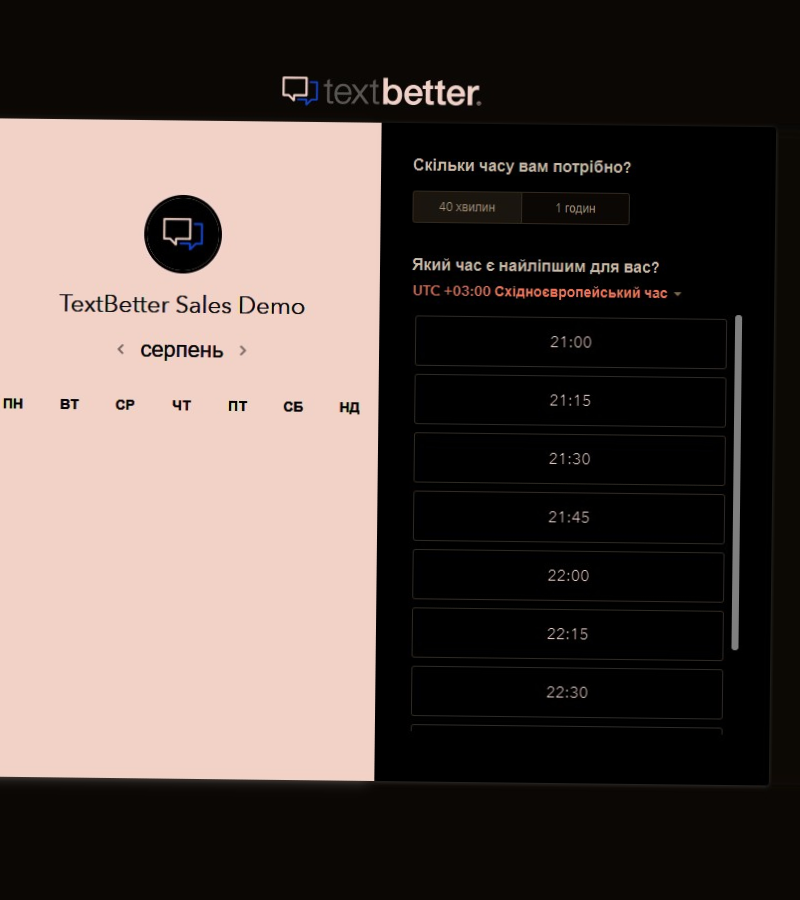 textbetter.
TextBetter Sales Demo
серпень
ПН ВТ СР ЧТ ПТ СБ НД
Скільки часу вам потрібно?
40 хвилин 1 годин
Який час є найліпшим для вас?
UTC +03:00 Східноєвропейський час
21:00
21:15
21:30
21:45
22:00
22:15
22:30